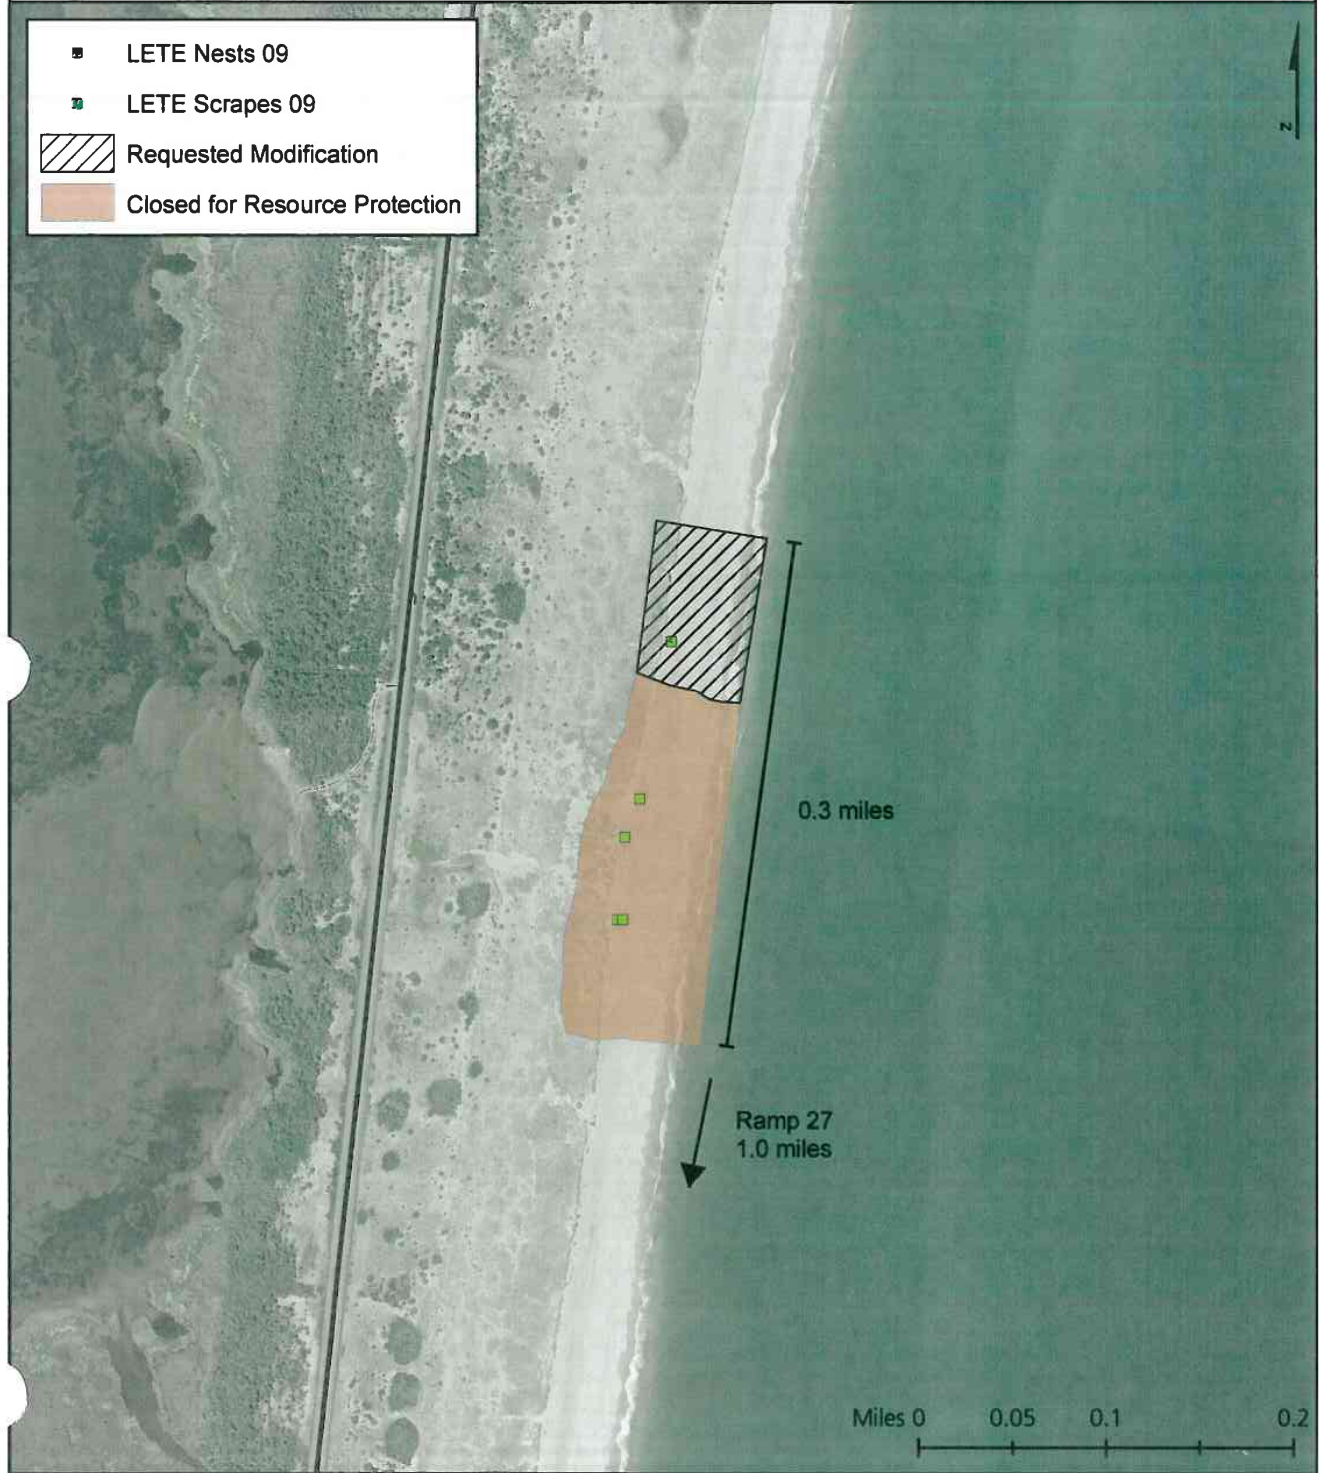 LETE Nests 09
LETE Scrapes 09
Requested Modification
Closed for Resource Protection
N
0.3 miles
Ramp 27
1.0 miles
Miles 0 0.05 0.1 0.2